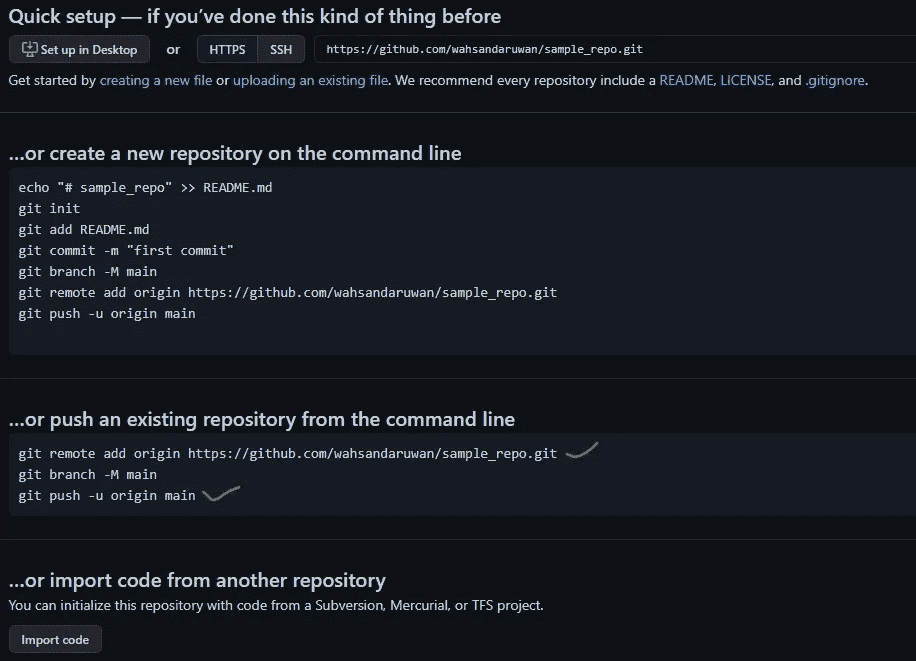 Quick setup — if you’ve done this kind of thing before
Set up in Desktop or HTTPS SSH https://github.com/wahsandaruwan/sample_repo.git
Get started by creating a new file or uploading an existing file. We recommend every repository include a README, LICENSE, and .gitignore.
…or create a new repository on the command line
echo "# sample_repo" >> README.md
git init
git add README.md
git commit -m "first commit"
git branch -M main
git remote add origin https://github.com/wahsandaruwan/sample_repo.git
git push -u origin main
…or push an existing repository from the command line
git remote add origin https://github.com/wahsandaruwan/sample_repo.git
git branch -M main
git push -u origin main
…or import code from another repository
You can initialize this repository with code from a Subversion, Mercurial, or TFS project.
Import code